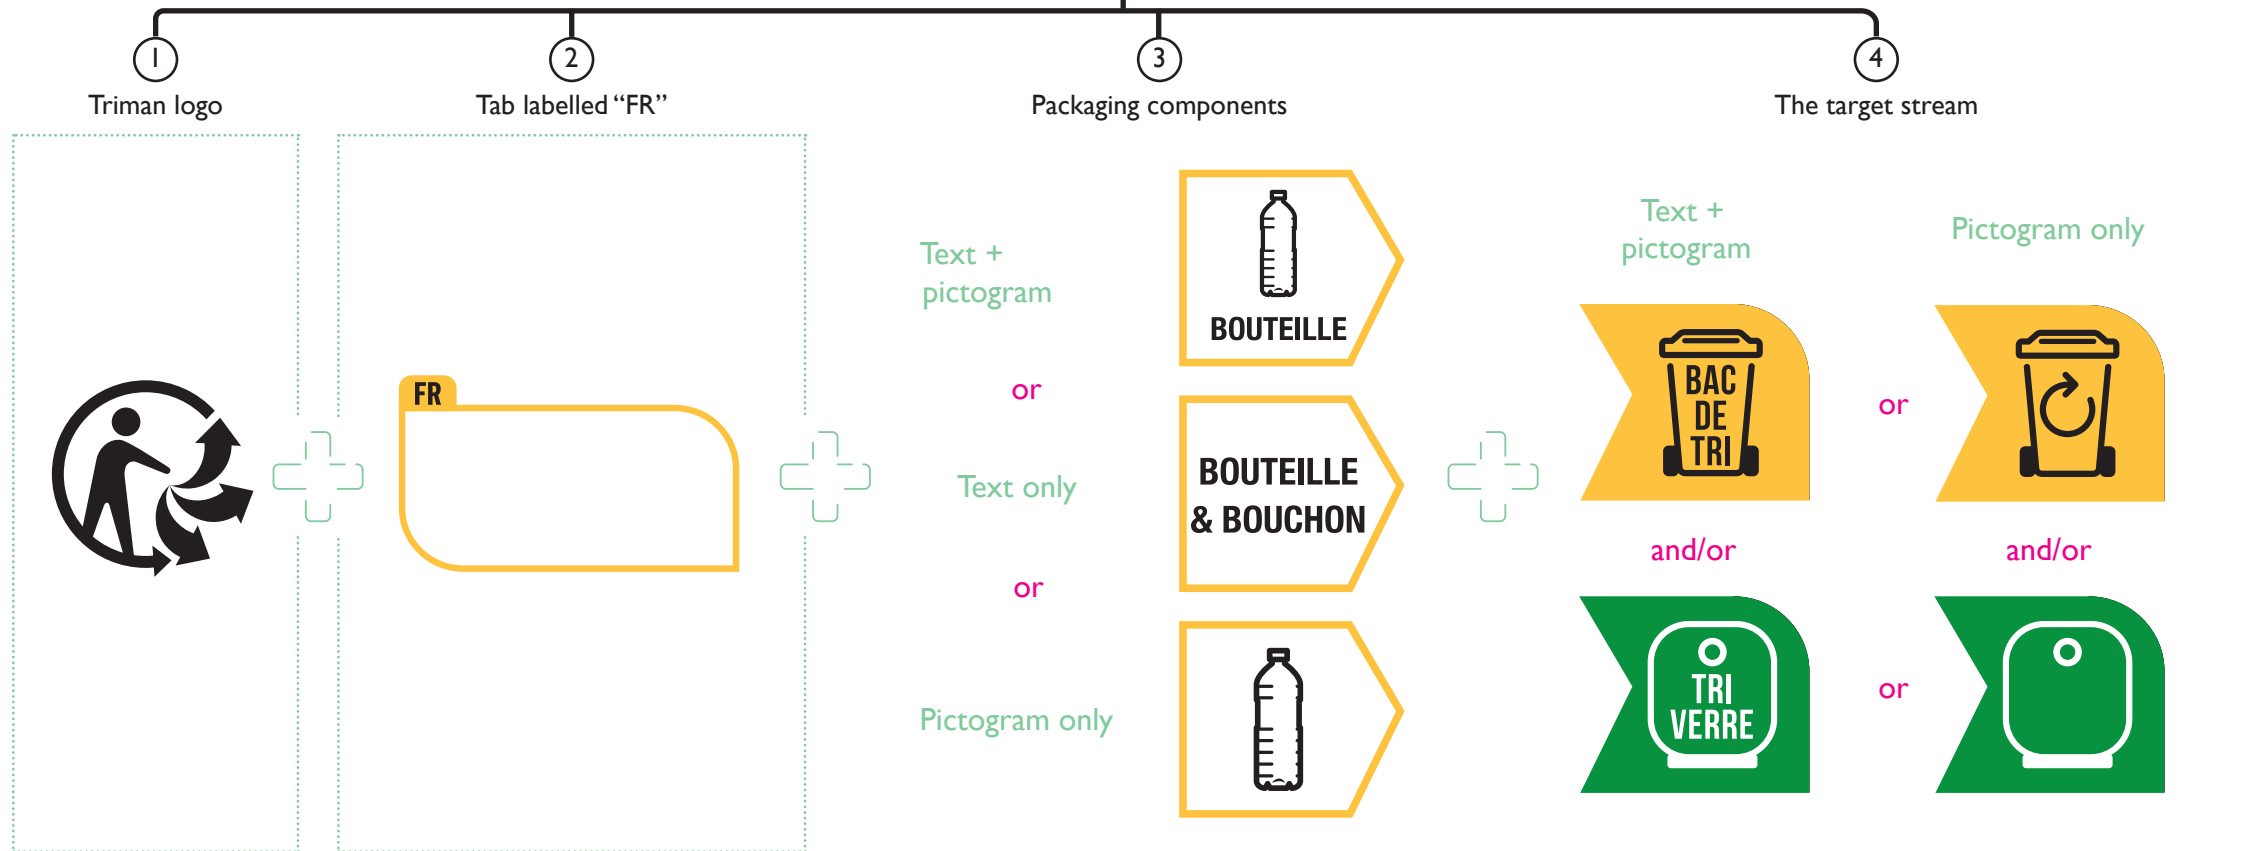 1
Triman logo
2
Tab labelled “FR”
3
Packaging components
4
The target stream
FR
Text +
pictogram
or
Text only
or
Pictogram only
BOUTEILLE
BOUTEILLE
& BOUCHON
Text +
pictogram
Pictogram only
BAC
DE
TRI
or
and/or
and/or
TRI
VERRE
or